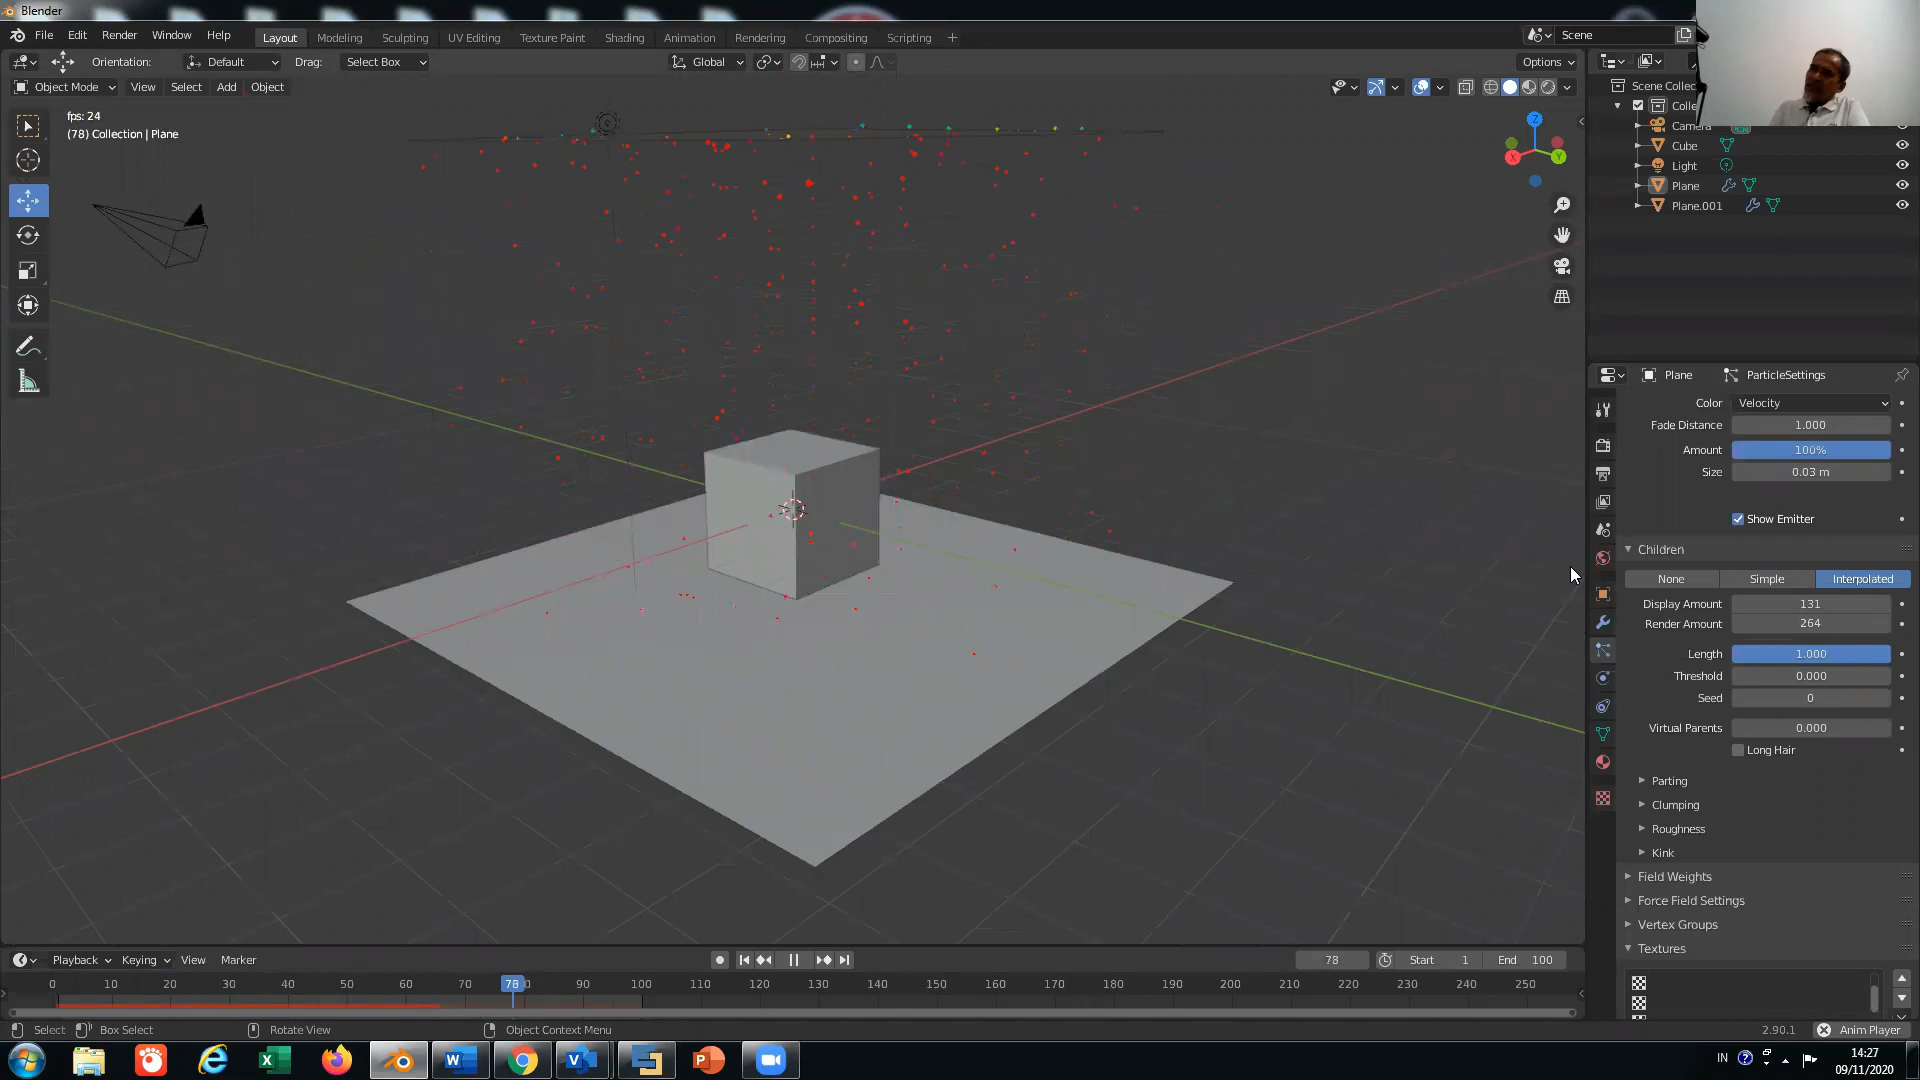 Blender
File Edit Render Window Help Layout Modeling Sculpting UV Editing Texture Paint Shading Animation Rendering Compositing Scripting + Scene
Orientation: Default Drag: Select Box Global Options
Object Mode View Select Add Object
fps: 24
(78) Collection | Plane
Z
X
Y
Scene Collec
Colle
Camera
Cube
Light
Plane
Plane.001
Plane ParticleSettings
Color Velocity
Fade Distance 1.000
Amount 100%
Size 0.03 m
Show Emitter
Children
None Simple Interpolated
Display Amount 131
Render Amount 264
Length 1.000
Threshold 0.000
Seed 0
Virtual Parents 0.000
Long Hair
Parting
Clumping
Roughness
Kink
Field Weights
Force Field Settings
Vertex Groups
Textures
Playback Keying View Marker 78 Start 1 End 100
0 10 20 30 40 50 60 70 78 90 100 110 120 130 140 150 160 170 180 190 200 210 220 230 240 250
Select Box Select Rotate View Object Context Menu 2.90.1 Anim Player
IN 14:27
09/11/2020